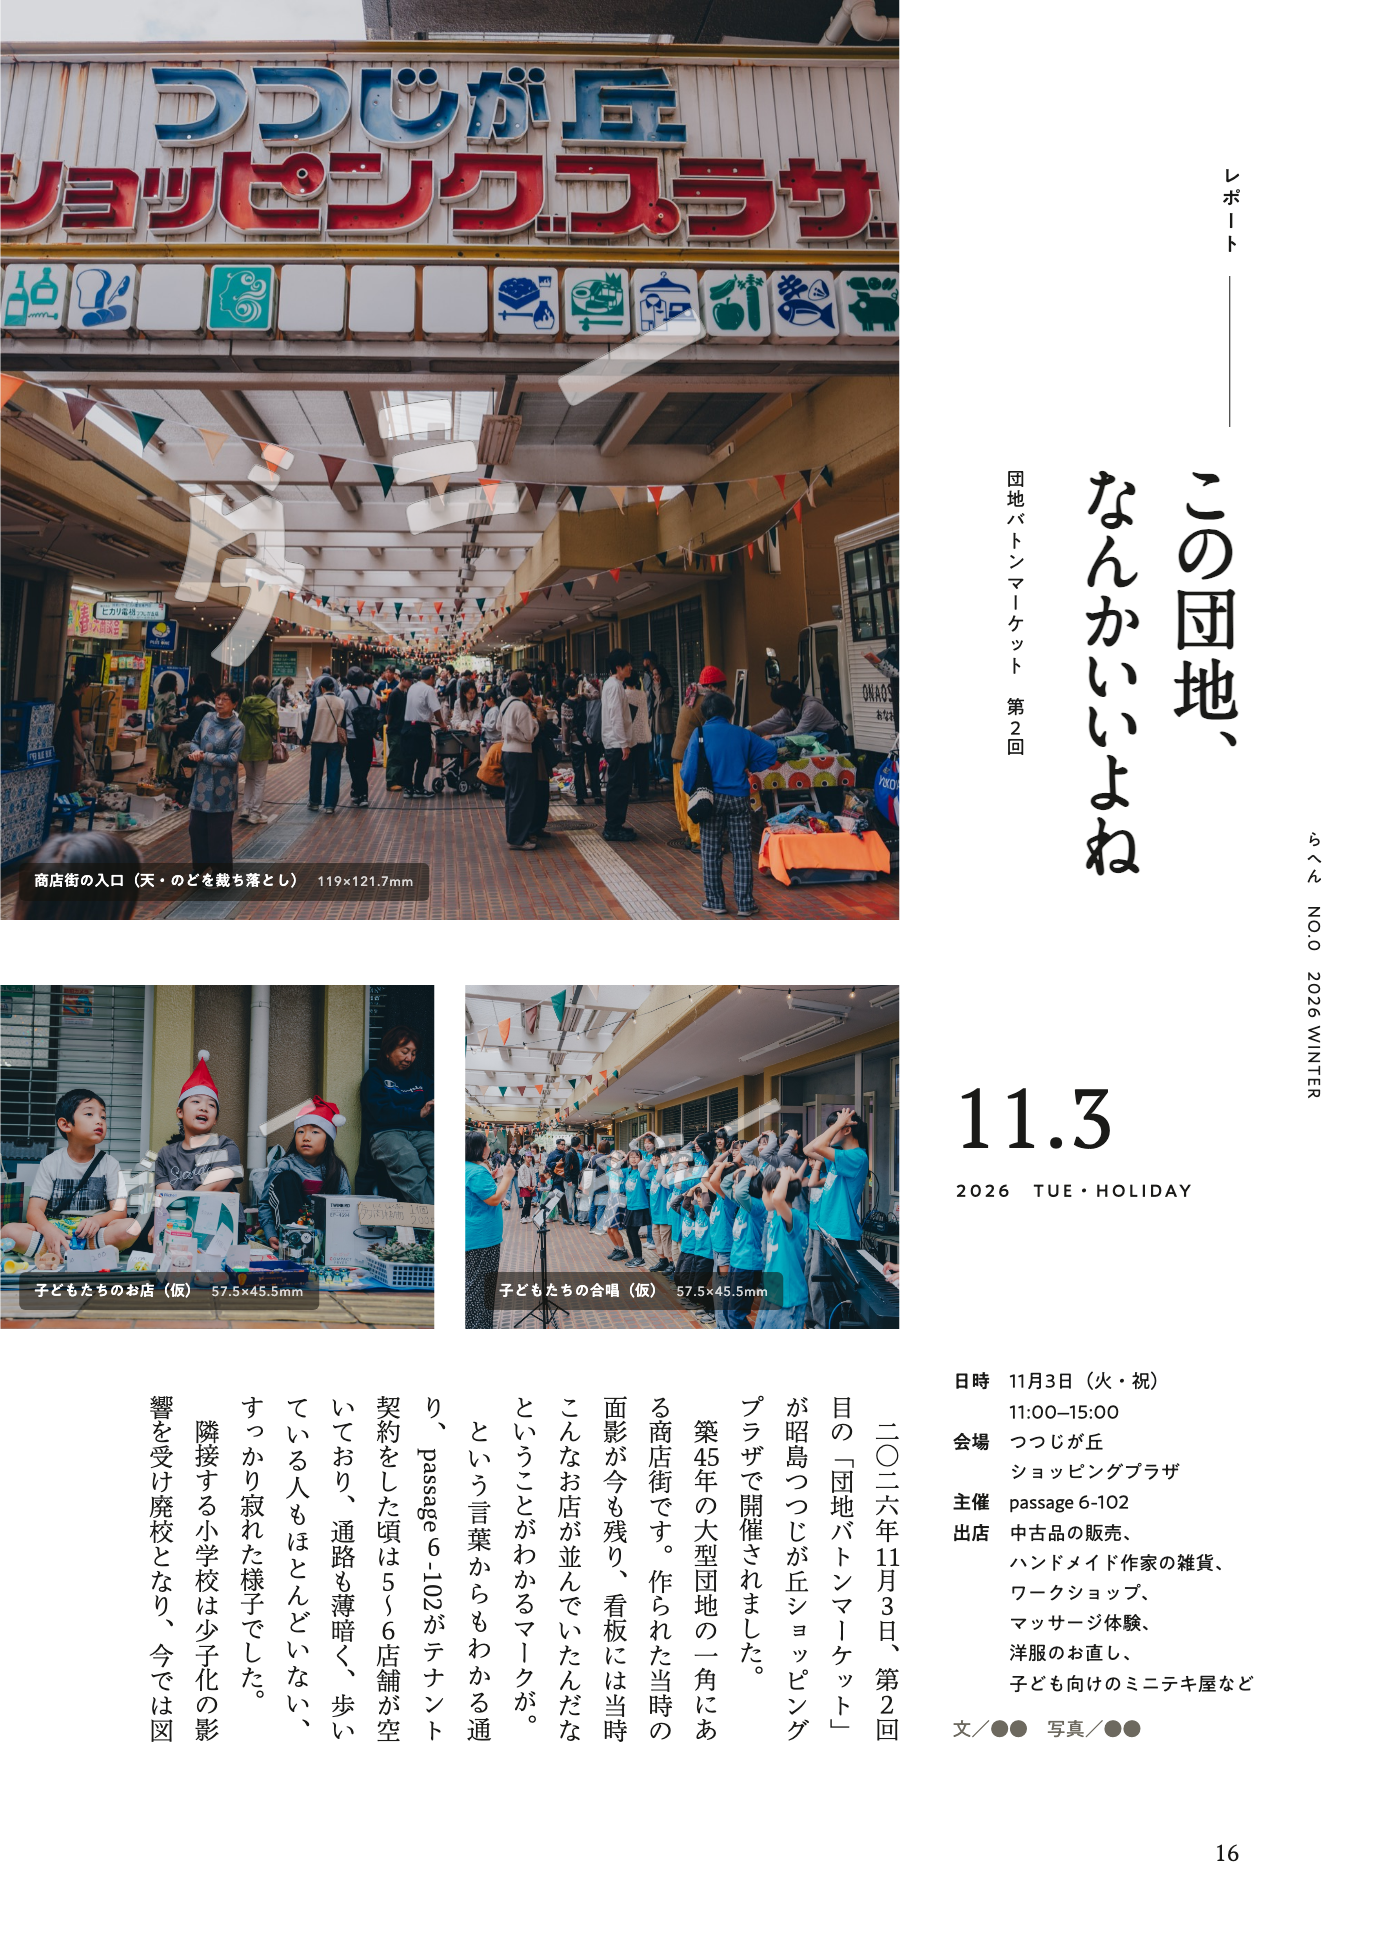 らへん NO.0 2026 WINTER
レポート
この団地、
なんかいいよね
団地バトンマーケット 第2回
つつじが丘
ショッピングプラザ
ヒカリ電機
ダミー
商店街の入口（天・のどを裁ち落とし） 119×121.7mm
ダミー
子どもたちの合唱（仮） 57.5×45.5mm
ダミー
子どもたちのお店（仮） 57.5×45.5mm
11.3
2026 TUE・HOLIDAY
日時 11月3日（火・祝）
11:00–15:00
会場 つつじが丘
ショッピングプラザ
主催 passage 6-102
出店 中古品の販売、
ハンドメイド作家の雑貨、
ワークショップ、
マッサージ体験、
洋服のお直し、
子ども向けのミニテキ屋など
文／●● 写真／●●
二〇二六年11月3日、第2回
目の「団地バトンマーケット」
が昭島つつじが丘ショッピング
プラザで開催されました。
築45年の大型団地の一角にあ
る商店街です。作られた当時の
面影が今も残り、看板には当時
こんなお店が並んでいたんだな
ということがわかるマークが。
という言葉からもわかる通
り、passage 6-102がテナント
契約をした頃は5〜6店舗が空
いており、通路も薄暗く、歩い
ている人もほとんどいない、
すっかり寂れた様子でした。
隣接する小学校は少子化の影
響を受け廃校となり、今では図
16